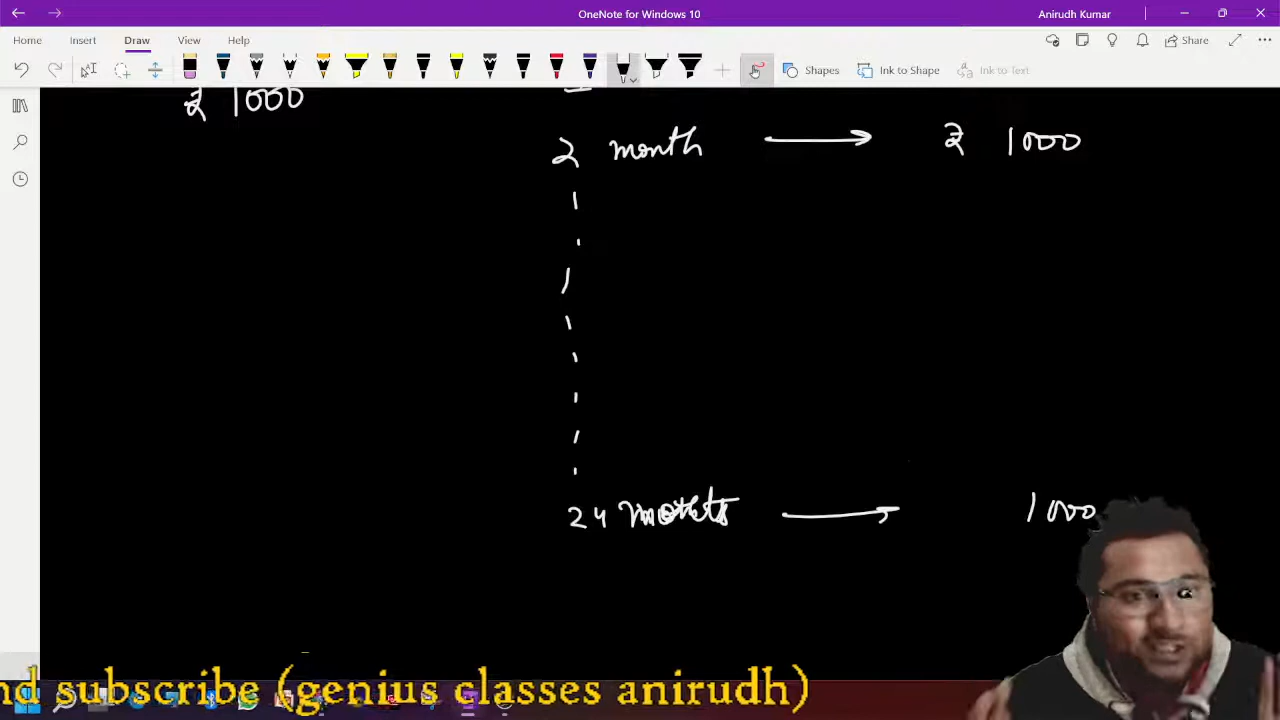 OneNote for Windows 10
Anirudh Kumar
Home Insert Draw View Help
Share
Shapes Ink to Shape Ink to Text
₹ 1000
2 month → ₹ 1000
24 months → 1000
nd subscribe (genius classes anirudh)